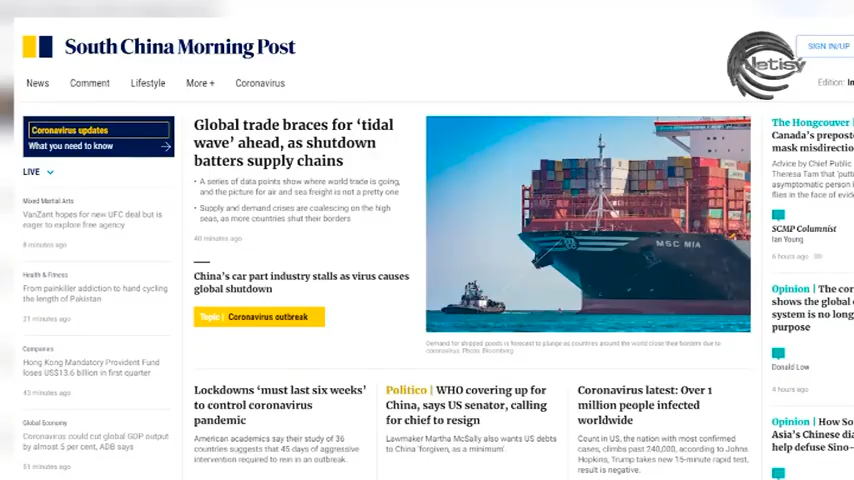 South China Morning Post
Netisy
SIGN IN/UP
News
Comment
Lifestyle
More +
Coronavirus
Edition:
Coronavirus updates
What you need to know
LIVE
Mixed Martial Arts
VanZant hopes for new UFC deal but is
eager to explore free agency
8 minutes ago
Health & Fitness
From painkiller addiction to hand cycling
the length of Pakistan
21 minutes ago
Companies
Hong Kong Mandatory Provident Fund
loses US$13.6 billion in first quarter
43 minutes ago
Global Economy
Coronavirus could cut global GDP output
by almost 5 per cent, ADB says
51 minutes ago
Global trade braces for ‘tidal
wave’ ahead, as shutdown
batters supply chains
• A series of data points show where world trade is going,
and the picture for air and sea freight is not a pretty one
• Supply and demand crises are coalescing on the high
seas, as more countries shut their borders
40 minutes ago
China’s car part industry stalls as virus causes
global shutdown
Topic | Coronavirus outbreak
MSC MIA
Demand for shipped goods is forecast to plunge as countries around the world close their borders due to
coronavirus. Photo: Bloomberg
Lockdowns ‘must last six weeks’
to control coronavirus
pandemic
American academics say their study of 36
countries suggests that 45 days of aggressive
intervention required to rein in an outbreak.
Politico | WHO covering up for
China, says US senator, calling
for chief to resign
Lawmaker Martha McSally also wants US debts
to China ‘forgiven, as a minimum’.
Coronavirus latest: Over 1
million people infected
worldwide
Count in US, the nation with most confirmed
cases, climbs past 240,000, according to Johns
Hopkins; Trump takes new 15-minute rapid test,
result is negative.
The Hongcouver |
Canada’s
mask
Advice by Chief Public
Theresa Tam that
asymptomatic person
flies in the face of
SCMP Columnist
Ian Young
6 hours ago
Opinion | The
shows the global
system is no
purpose
Donald Low
4 hours ago
Opinion | How
Asia’s Chinese
help defuse